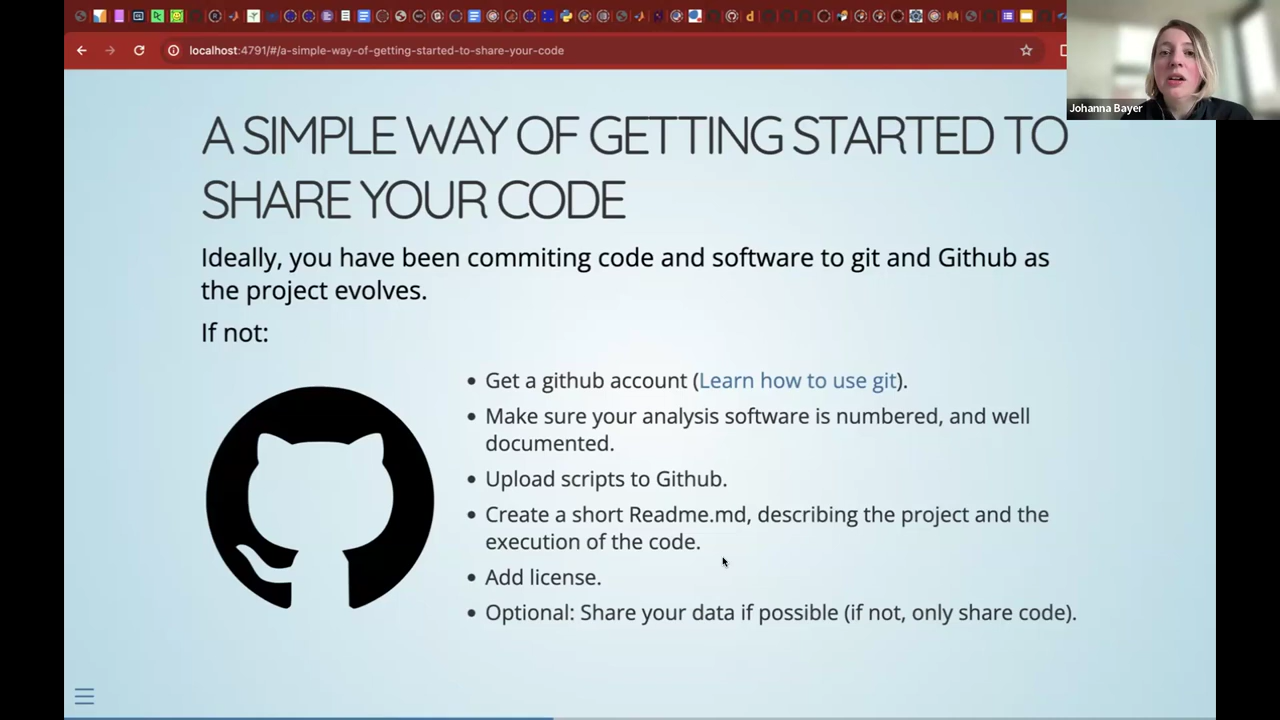 localhost:4791/#/a-simple-way-of-getting-started-to-share-your-code
Johanna Bayer
A SIMPLE WAY OF GETTING STARTED TO
SHARE YOUR CODE
Ideally, you have been commiting code and software to git and Github as
the project evolves.
If not:
• Get a github account (Learn how to use git).
• Make sure your analysis software is numbered, and well
documented.
• Upload scripts to Github.
• Create a short Readme.md, describing the project and the
execution of the code.
• Add license.
• Optional: Share your data if possible (if not, only share code).